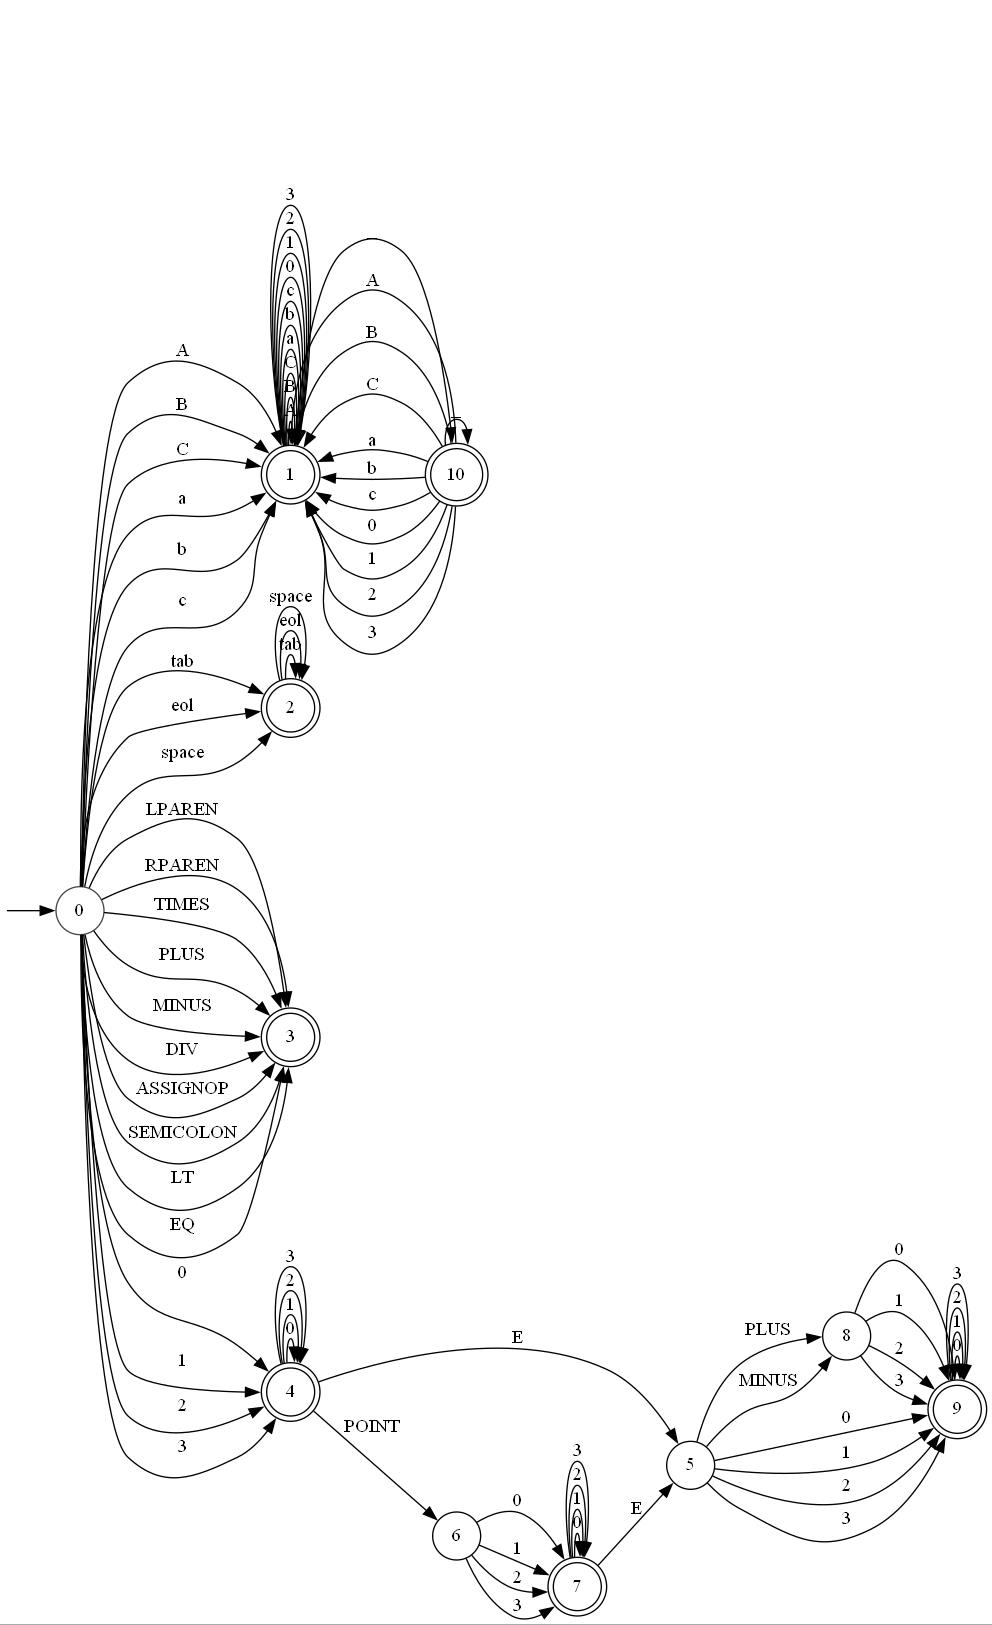 3
2
1
0
c
b
a
C
B
A
A
B
C
a
b
c
1
A
B
C
a
b
c
0
1
2
3
_
10
space
eol
tab
tab
eol
space
2
LPAREN
RPAREN
TIMES
PLUS
MINUS
DIV
ASSIGNOP
SEMICOLON
LT
EQ
0
3
0
1
2
3
3
2
1
0
4
E
POINT
6
0
1
2
3
3
2
1
0
7
E
5
PLUS
MINUS
8
0
1
2
3
0
1
2
3
3
2
1
0
9